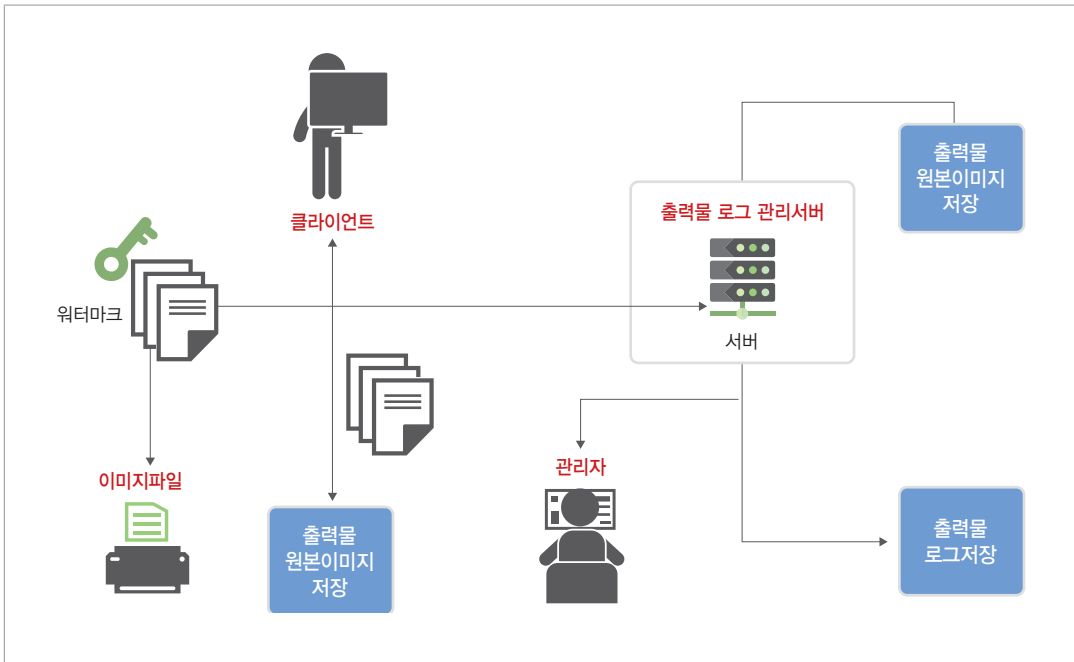 클라이언트
출력물
원본이미지
저장
출력물 로그 관리서버
서버
워터마크
이미지파일
출력물
원본이미지
저장
관리자
출력물
로그저장